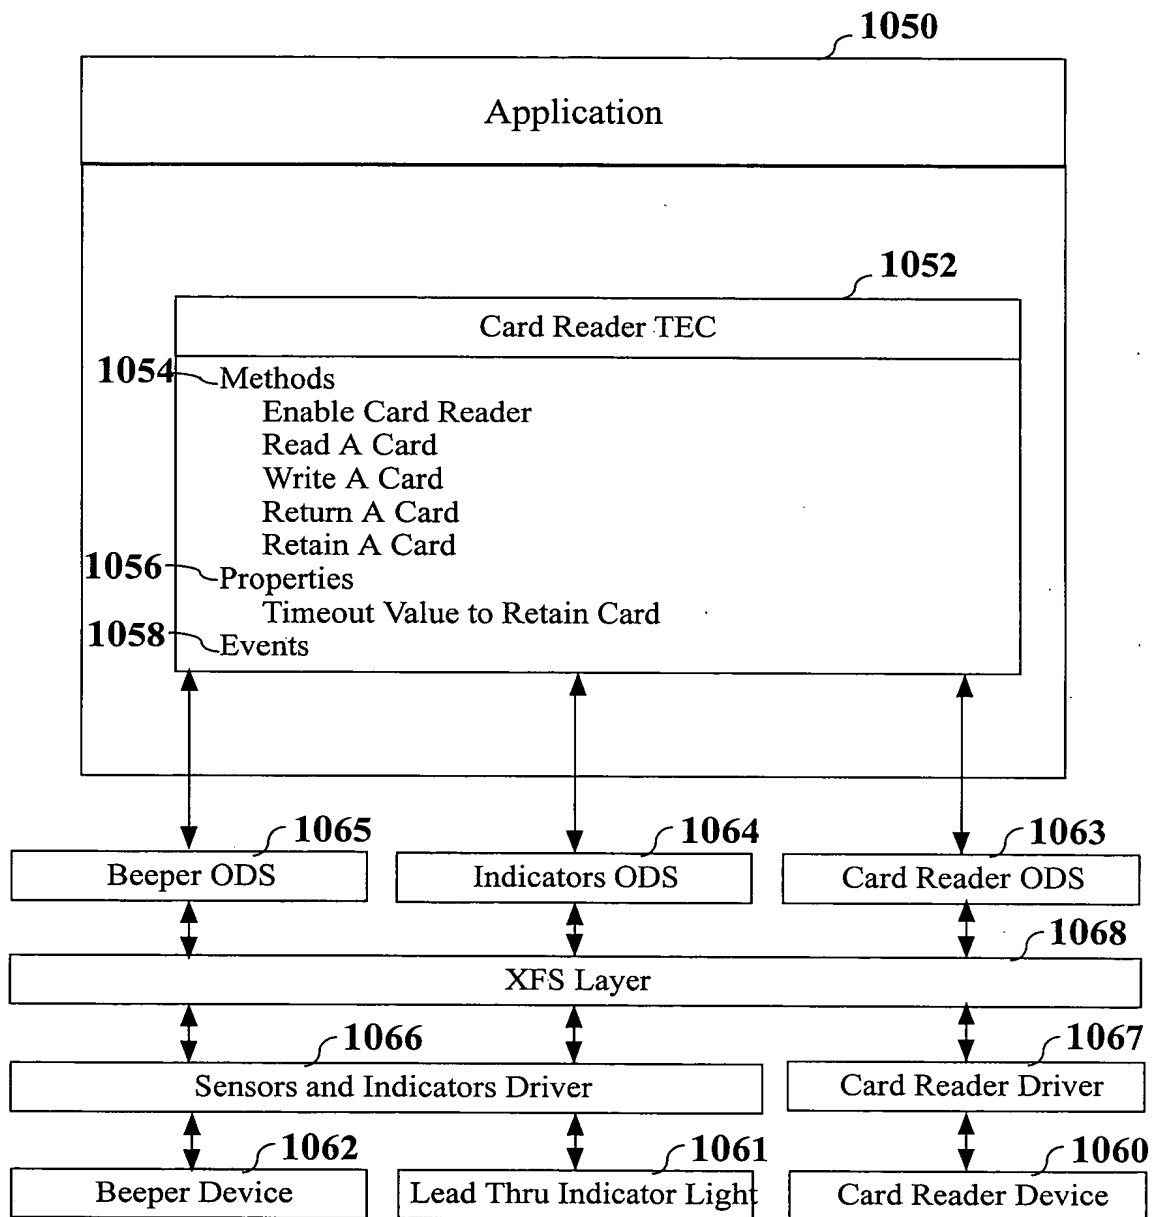 1050
Application
1052
Card Reader TEC
1054
Methods
Enable Card Reader
Read A Card
Write A Card
Return A Card
Retain A Card
1056
Properties
Timeout Value to Retain Card
1058
Events
1065
1064
1063
Beeper ODS
Indicators ODS
Card Reader ODS
1068
XFS Layer
1066
1067
Sensors and Indicators Driver
Card Reader Driver
1062
1061
1060
Beeper Device
Lead Thru Indicator Light
Card Reader Device